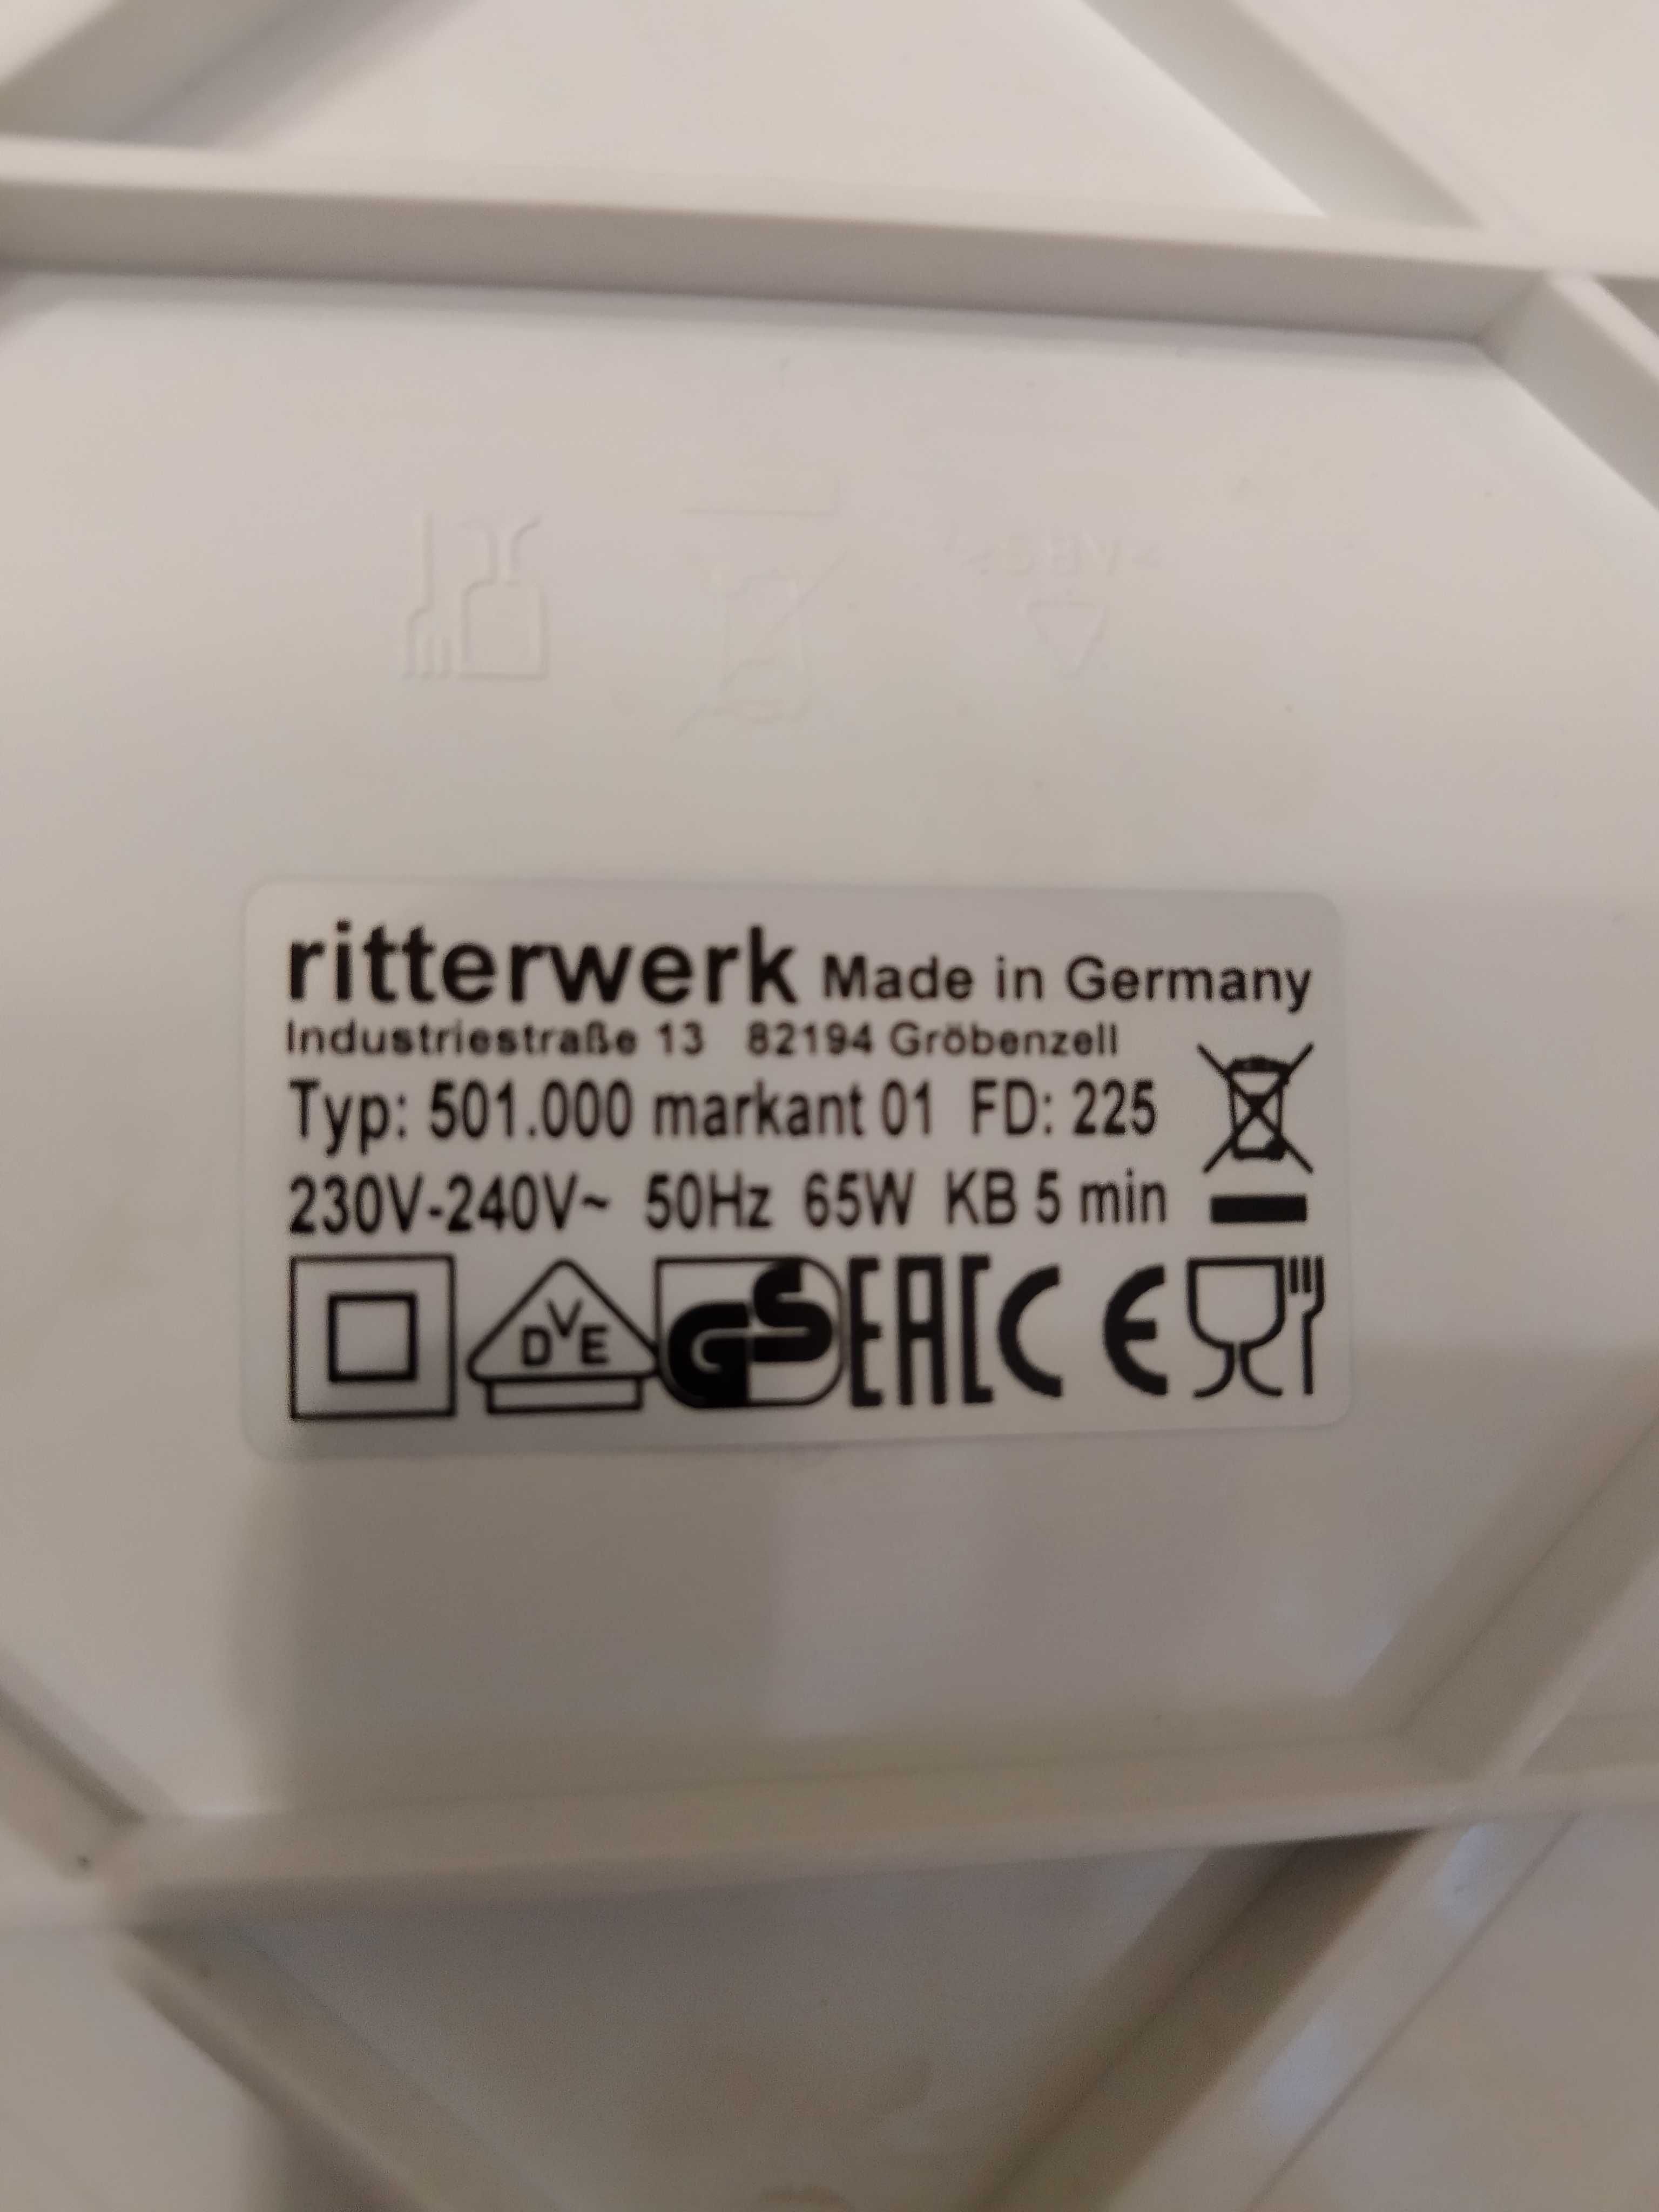 ritterwerk Made in Germany
Industriestraße 13 82194 Gröbenzell
Typ: 501.000 markant 01 FD: 225
230V-240V~ 50Hz 65W KB 5 min
DVE GS EAC CE